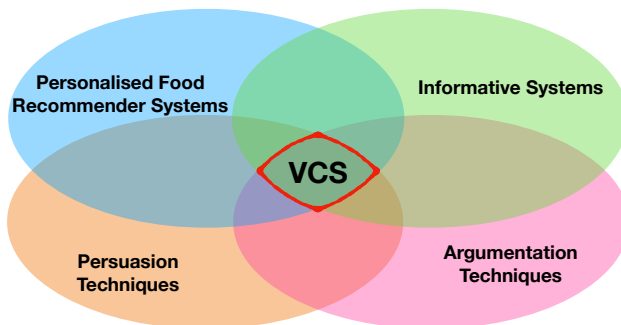 Personalised Food
Recommender Systems
Informative Systems
VCS
Persuasion
Techniques
Argumentation
Techniques